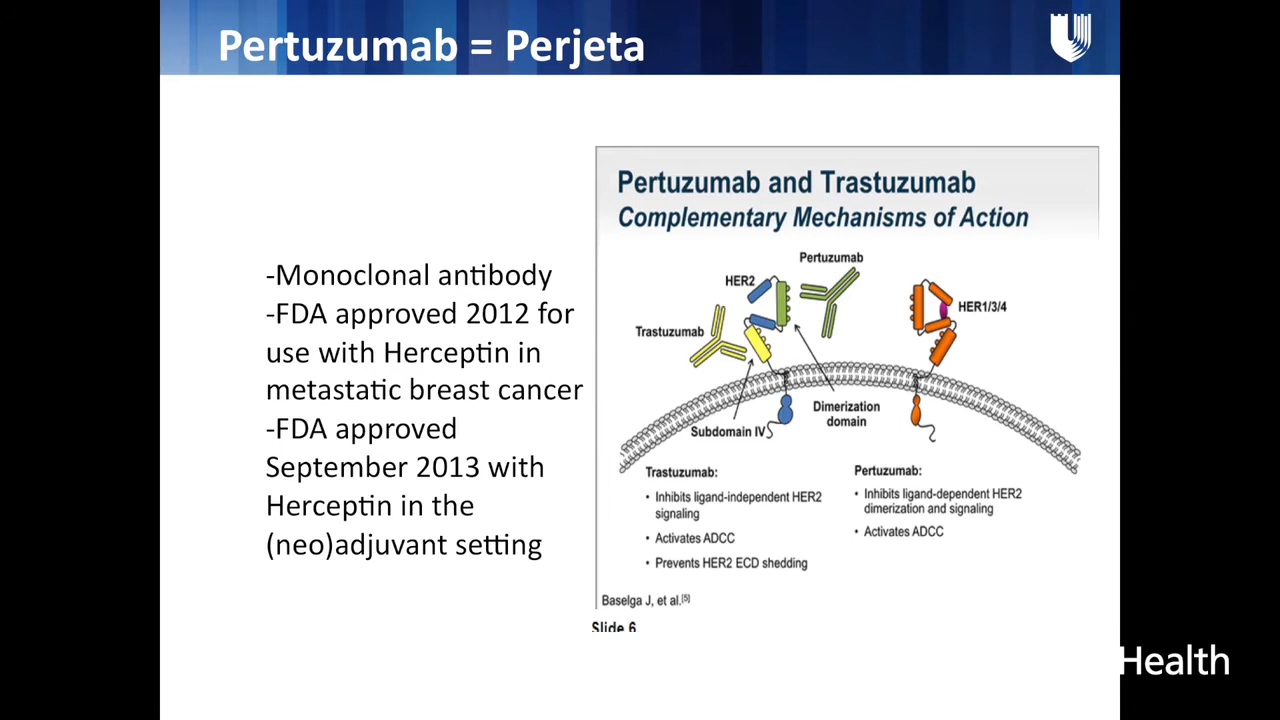 Pertuzumab = Perjeta
-Monoclonal antibody
-FDA approved 2012 for
use with Herceptin in
metastatic breast cancer
-FDA approved
September 2013 with
Herceptin in the
(neo)adjuvant setting
Pertuzumab and Trastuzumab
Complementary Mechanisms of Action
Pertuzumab
HER2
HER1/3/4
Trastuzumab
Dimerization
domain
Subdomain IV
Trastuzumab:
• Inhibits ligand-independent HER2
signaling
• Activates ADCC
• Prevents HER2 ECD shedding
Pertuzumab:
• Inhibits ligand-dependent HER2
dimerization and signaling
• Activates ADCC
Baselga J, et al.[5]
Slide 6
Health